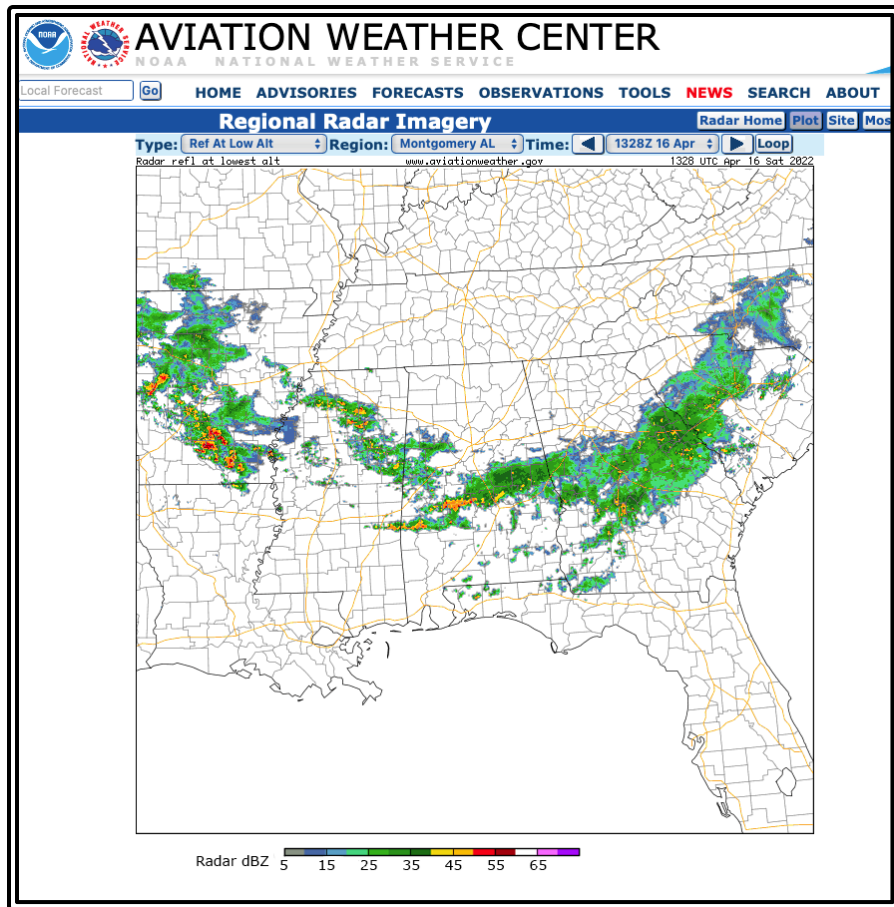 NOAA
AVIATION WEATHER CENTER
NOAA NATIONAL WEATHER SERVICE
Local Forecast Go HOME ADVISORIES FORECASTS OBSERVATIONS TOOLS NEWS SEARCH ABOUT
Regional Radar Imagery Radar Home Plot Site Mos
Type: Ref At Low Alt Region: Montgomery AL Time: 1328Z 16 Apr Loop
Radar refl at lowest alt www.aviationweather.gov 1328 UTC Apr 16 Sat 2022
Radar dBZ 5 15 25 35 45 55 65